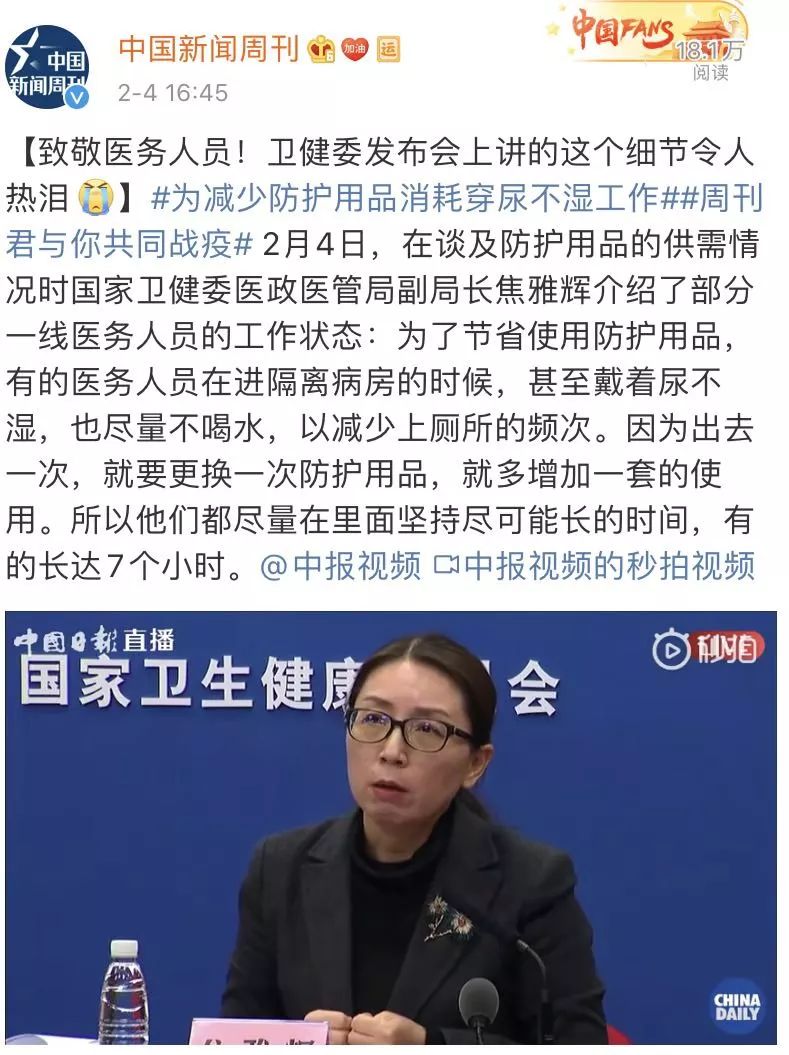 中国新闻周刊
加油
运
中国FANS
18.1万
阅读
中国
新闻周刊
2-4 16:45
【致敬医务人员！卫健委发布会上讲的这个细节令人
热泪😭】#为减少防护用品消耗穿尿不湿工作##周刊
君与你共同战疫# 2月4日，在谈及防护用品的供需情
况时国家卫健委医政医管局副局长焦雅辉介绍了部分
一线医务人员的工作状态：为了节省使用防护用品，
有的医务人员在进隔离病房的时候，甚至戴着尿不
湿，也尽量不喝水，以减少上厕所的频次。因为出去
一次，就要更换一次防护用品，就多增加一套的使
用。所以他们都尽量在里面坚持尽可能长的时间，有
的长达7个小时。@中报视频 中报视频的秒拍视频
中国日报直播
秒拍
国家卫生健康 会
CHINA
DAILY